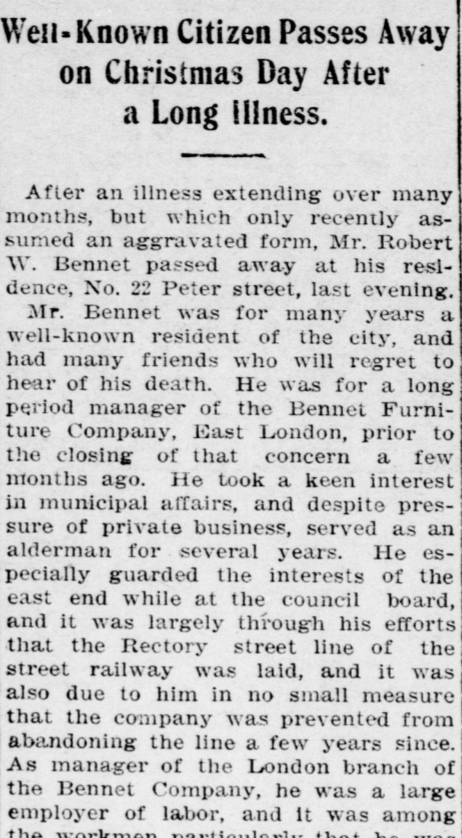 Well-Known Citizen Passes Away
on Christmas Day After
a Long Illness.
After an illness extending over many
months, but which only recently as-
sumed an aggravated form, Mr. Robert
W. Bennet passed away at his resi-
dence, No. 22 Peter street, last evening.
Mr. Bennet was for many years a
well-known resident of the city, and
had many friends who will regret to
hear of his death. He was for a long
period manager of the Bennet Furni-
ture Company, East London, prior to
the closing of that concern a few
months ago. He took a keen interest
in municipal affairs, and despite pres-
sure of private business, served as an
alderman for several years. He es-
pecially guarded the interests of the
east end while at the council board,
and it was largely through his efforts
that the Rectory street line of the
street railway was laid, and it was
also due to him in no small measure
that the company was prevented from
abandoning the line a few years since.
As manager of the London branch of
the Bennet Company, he was a large
employer of labor, and it was among
the workmen particularly that he was